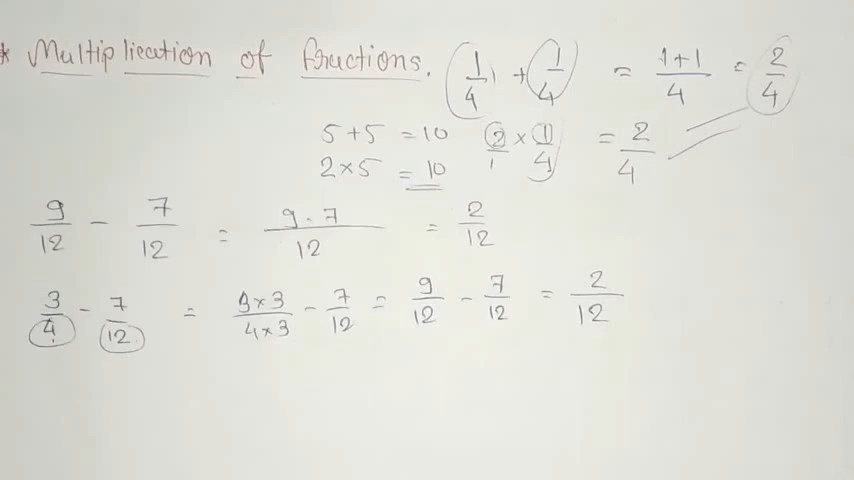 * Multiplication of fractions. 1/4 + 1/4 = 1+1/4 = 2/4
5 + 5 = 10 2/1 × 1/4 = 2/4
2 × 5 = 10
9/12 - 7/12 = 9-7/12 = 2/12
3/4 - 7/12 = 3×3/4×3 - 7/12 = 9/12 - 7/12 = 2/12